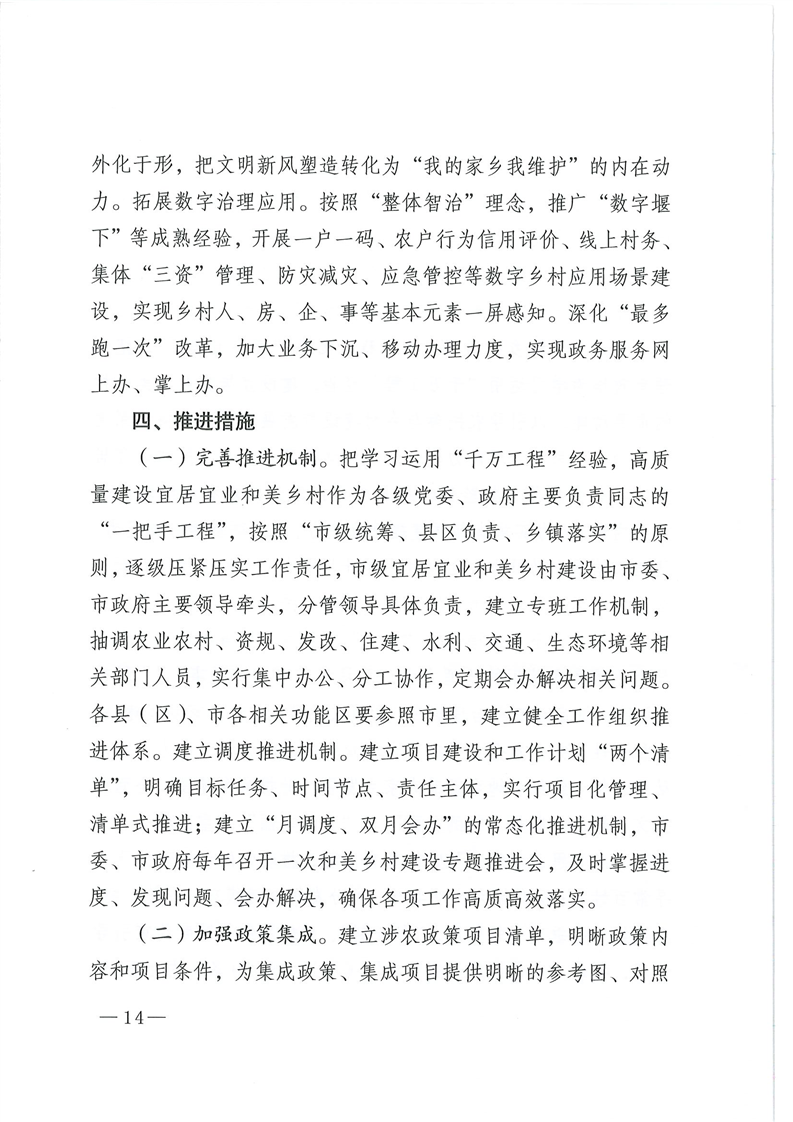 外化于形，把文明新风塑造转化为“我的家乡我维护”的内在动
力。拓展数字治理应用。按照“整体智治”理念，推广“数字堰
下”等成熟经验，开展一户一码、农户行为信用评价、线上村务、
集体“三资”管理、防灾减灾、应急管控等数字乡村应用场景建
设，实现乡村人、房、企、事等基本元素一屏感知。深化“最多
跑一次”改革，加大业务下沉、移动办理力度，实现政务服务网
上办、掌上办。
四、推进措施
（一）完善推进机制。把学习运用“千万工程”经验，高质
量建设宜居宜业和美乡村作为各级党委、政府主要负责同志的
“一把手工程”，按照“市级统筹、县区负责、乡镇落实”的原
则，逐级压紧压实工作责任，市级宜居宜业和美乡村建设由市委、
市政府主要领导牵头，分管领导具体负责，建立专班工作机制，
抽调农业农村、资规、发改、住建、水利、交通、生态环境等相
关部门人员，实行集中办公、分工协作，定期会办解决相关问题。
各县（区）、市各相关功能区要参照市里，建立健全工作组织推
进体系。建立调度推进机制。建立项目建设和工作计划“两个清
单”，明确目标任务、时间节点、责任主体，实行项目化管理、
清单式推进；建立“月调度、双月会办”的常态化推进机制，市
委、市政府每年召开一次和美乡村建设专题推进会，及时掌握进
度、发现问题、会办解决，确保各项工作高质高效落实。
（二）加强政策集成。建立涉农政策项目清单，明晰政策内
容和项目条件，为集成政策、集成项目提供明晰的参考图、对照
—14—